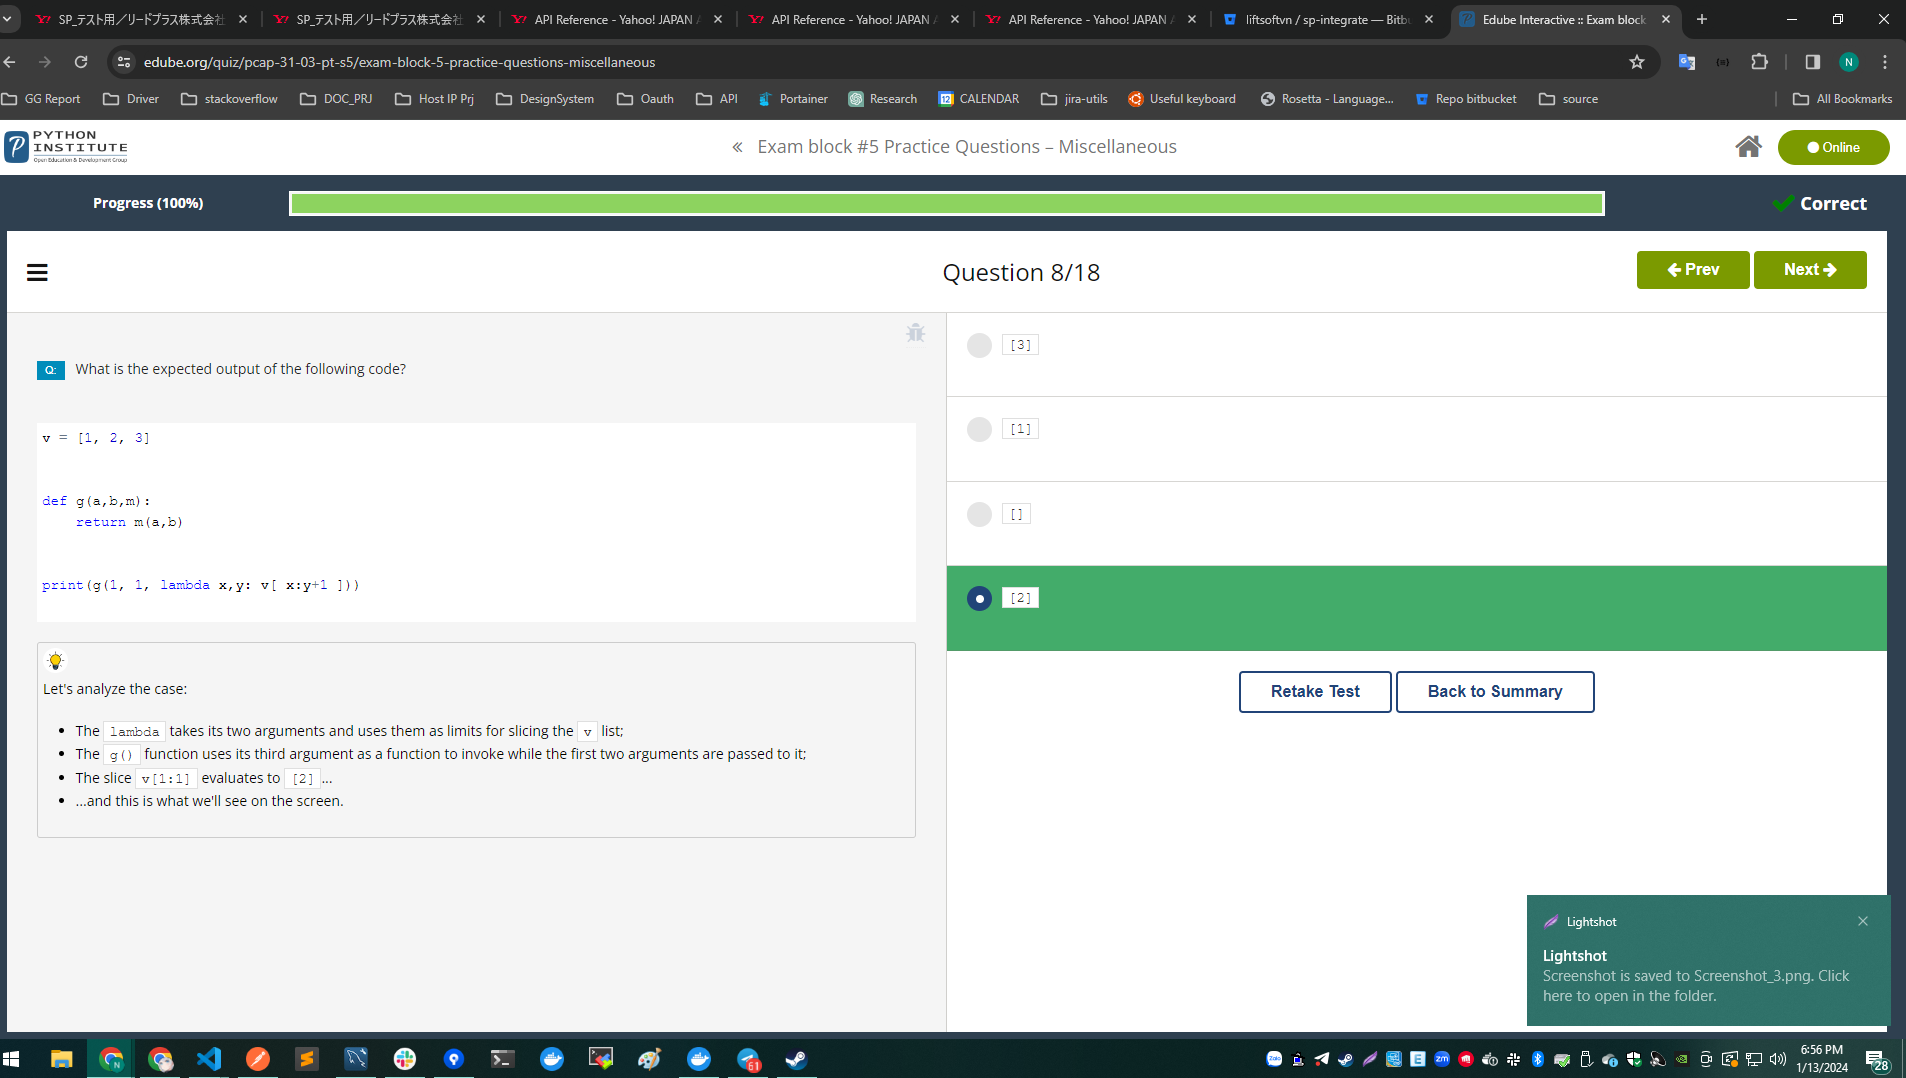 SP_テスト用／リードプラス株式会社
SP_テスト用／リードプラス株式会社
API Reference - Yahoo! JAPAN
API Reference - Yahoo! JAPAN
API Reference - Yahoo! JAPAN
liftsoftvn / sp-integrate — Bitbu
Edube Interactive :: Exam block
edube.org/quiz/pcap-31-03-pt-s5/exam-block-5-practice-questions-miscellaneous
N
GG Report
Driver
stackoverflow
DOC_PRJ
Host IP Prj
DesignSystem
Oauth
API
Portainer
Research
12 CALENDAR
jira-utils
Useful keyboard
Rosetta - Language...
Repo bitbucket
source
All Bookmarks
PYTHON
INSTITUTE
Open Education & Development Group
« Exam block #5 Practice Questions – Miscellaneous
Online
Progress (100%)
Correct
Question 8/18
Prev
Next
Q: What is the expected output of the following code?
v = [1, 2, 3]
def g(a,b,m):
return m(a,b)
print(g(1, 1, lambda x,y: v[ x:y+1 ]))
Let's analyze the case:
• The lambda takes its two arguments and uses them as limits for slicing the v list;
• The g() function uses its third argument as a function to invoke while the first two arguments are passed to it;
• The slice v[1:1] evaluates to [2] ...
• ...and this is what we'll see on the screen.
[3]
[1]
[]
[2]
Retake Test
Back to Summary
Lightshot
Lightshot
Screenshot is saved to Screenshot_3.png. Click
here to open in the folder.
61
Zalo
zm
6:56 PM
1/13/2024
28